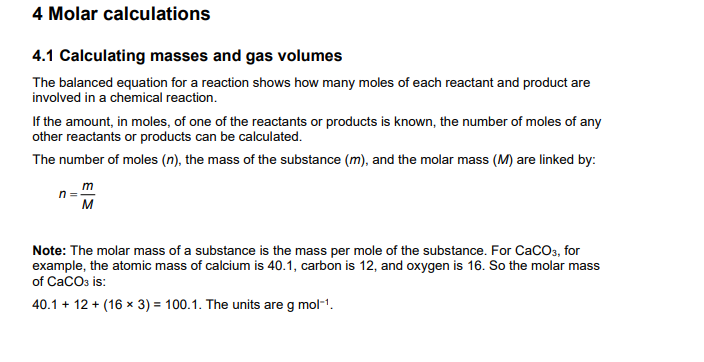 4 Molar calculations
4.1 Calculating masses and gas volumes
The balanced equation for a reaction shows how many moles of each reactant and product are
involved in a chemical reaction.
If the amount, in moles, of one of the reactants or products is known, the number of moles of any
other reactants or products can be calculated.
The number of moles (n), the mass of the substance (m), and the molar mass (M) are linked by:
n = m/M
Note: The molar mass of a substance is the mass per mole of the substance. For CaCO₃, for
example, the atomic mass of calcium is 40.1, carbon is 12, and oxygen is 16. So the molar mass
of CaCO₃ is:
40.1 + 12 + (16 × 3) = 100.1. The units are g mol⁻¹.